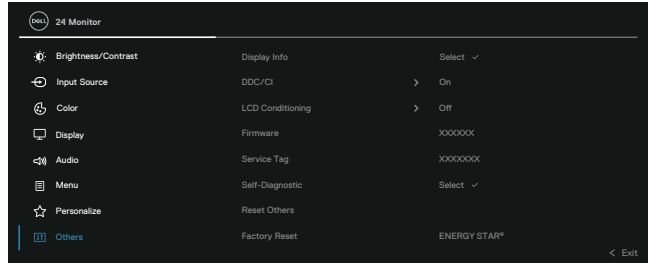 DELL 24 Monitor
Brightness/Contrast Display Info Select
Input Source DDC/CI > On
Color LCD Conditioning > Off
Display Firmware XXXXXX
Audio Service Tag XXXXXXX
Menu Self-Diagnostic Select
Personalize Reset Others
Others Factory Reset ENERGY STAR®
< Exit